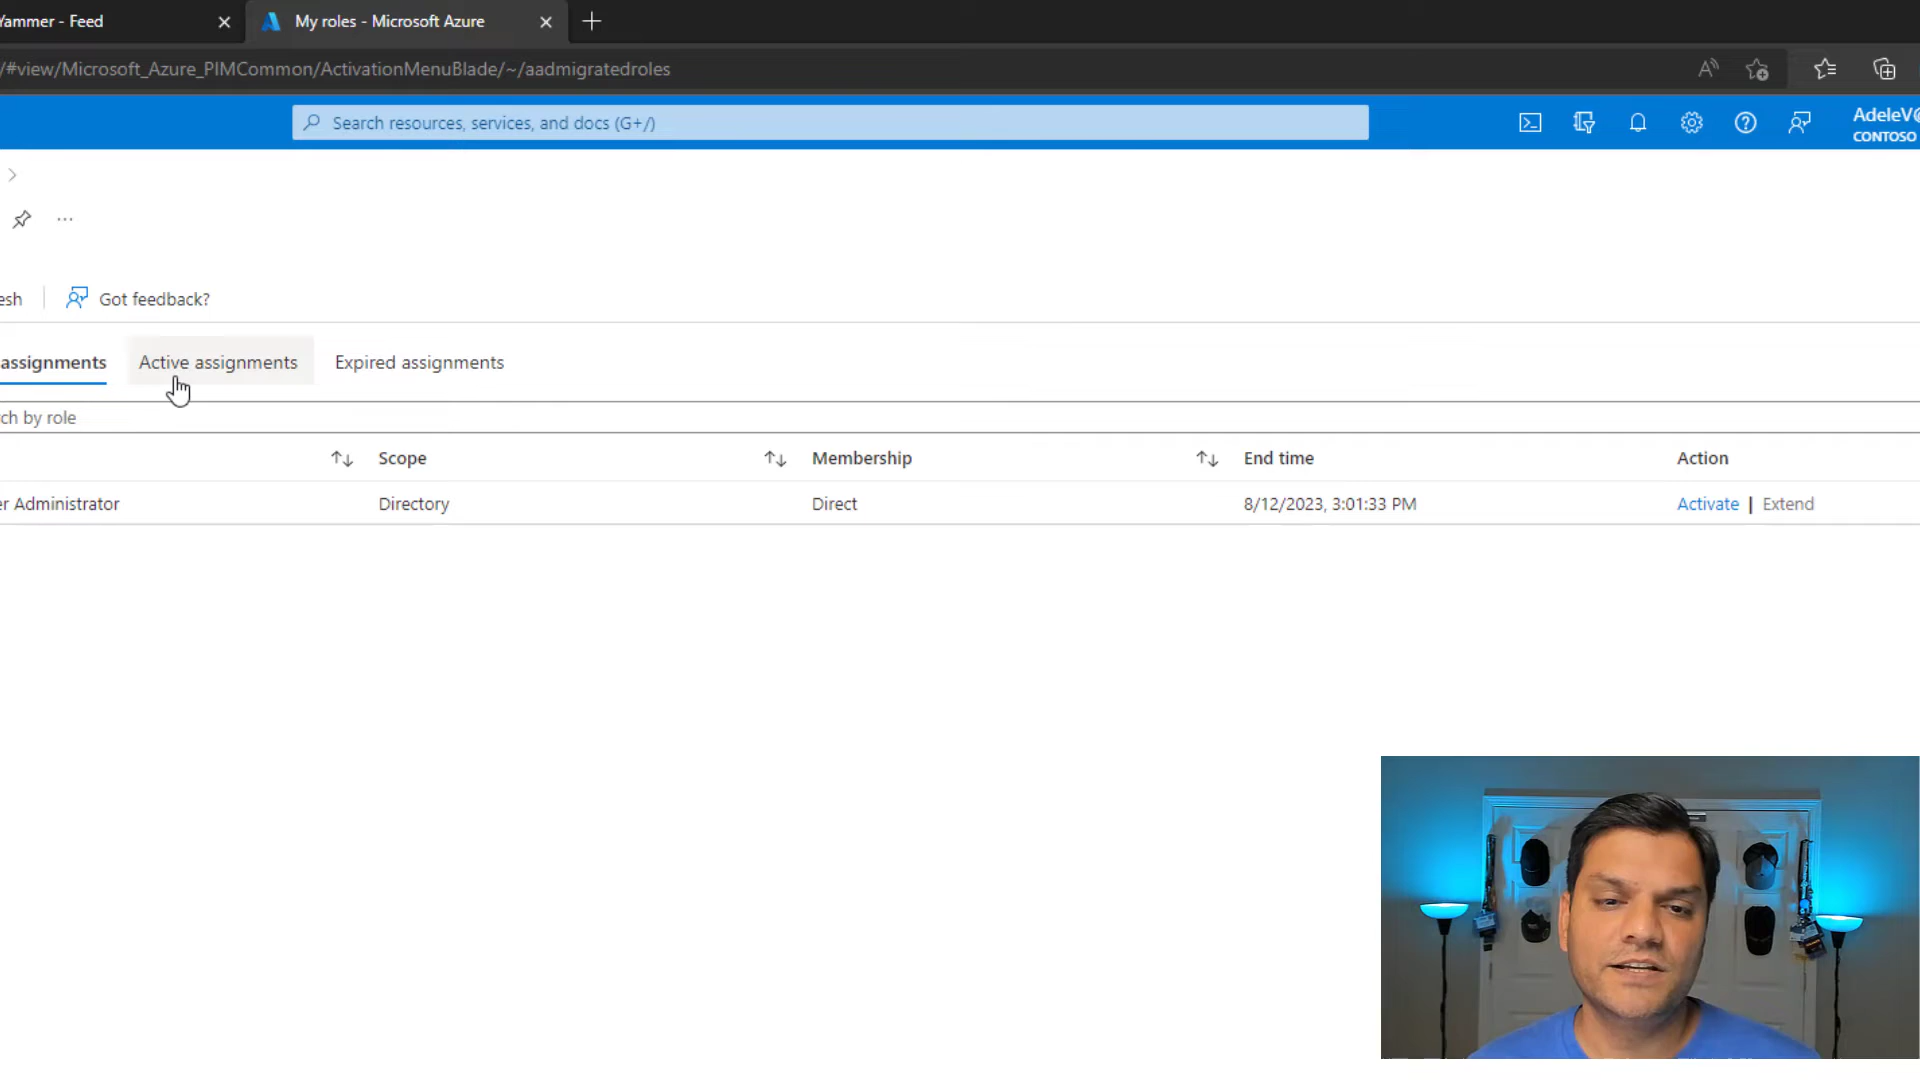 Yammer - Feed
My roles - Microsoft Azure
/#view/Microsoft_Azure_PIMCommon/ActivationMenuBlade/~/aadmigratedroles
Search resources, services, and docs (G+/)
AdeleV@
CONTOSO
esh
Got feedback?
assignments
Active assignments
Expired assignments
ch by role
Scope
Membership
End time
Action
er Administrator
Directory
Direct
8/12/2023, 3:01:33 PM
Activate | Extend